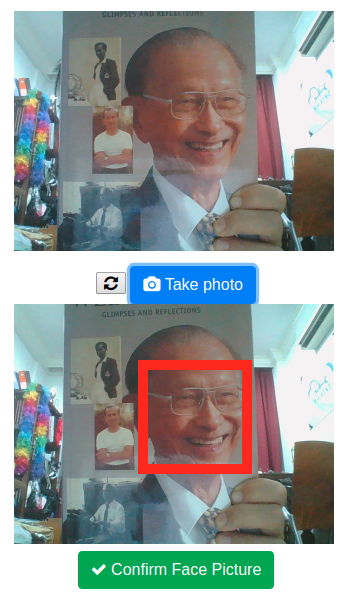 GLIMPSES AND REFLECTIONS
Take photo
GLIMPSES AND REFLECTIONS
Confirm Face Picture